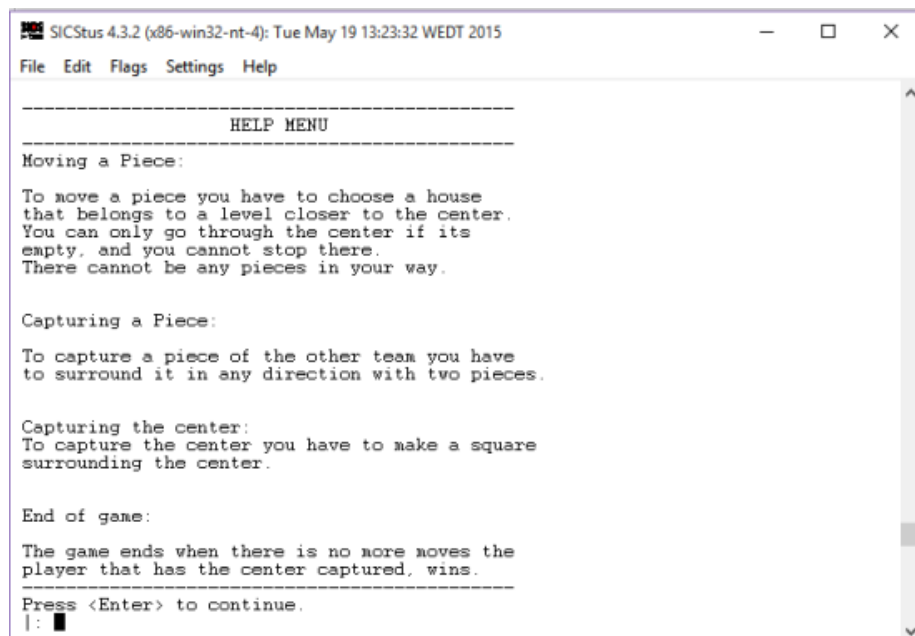 SICStus 4.3.2 (x86-win32-nt-4): Tue May 19 13:23:32 WEDT 2015
File Edit Flags Settings Help
HELP MENU
Moving a Piece:
To move a piece you have to choose a house
that belongs to a level closer to the center.
You can only go through the center if its
empty, and you cannot stop there.
There cannot be any pieces in your way.
Capturing a Piece:
To capture a piece of the other team you have
to surround it in any direction with two pieces.
Capturing the center:
To capture the center you have to make a square
surrounding the center.
End of game:
The game ends when there is no more moves the
player that has the center captured, wins.
Press <Enter> to continue.
|: